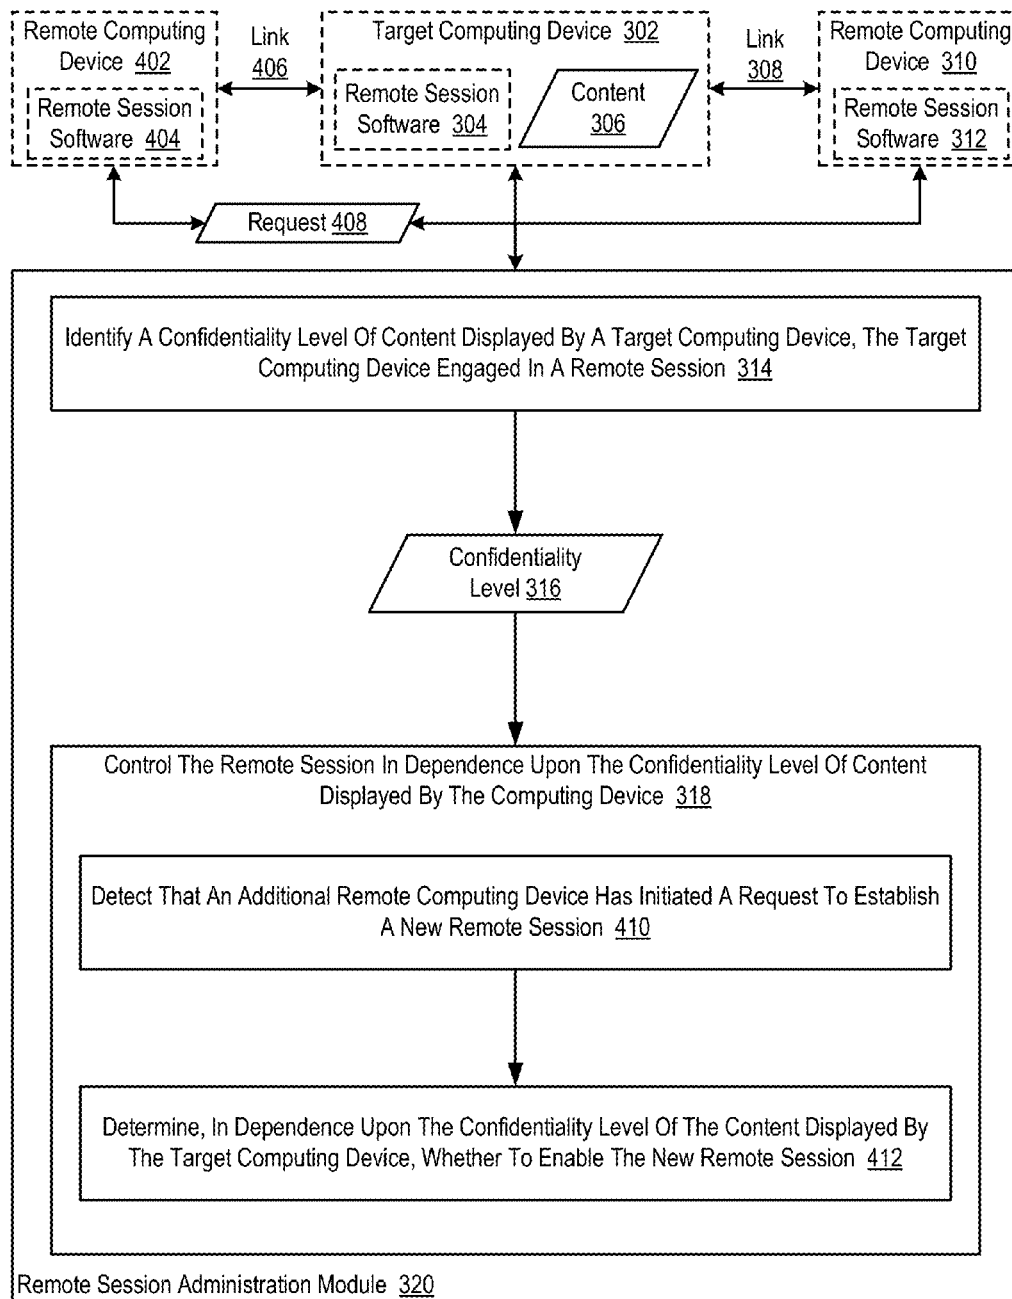 Remote Computing
Device 402
Remote Session
Software 404
Link
406
Target Computing Device 302
Remote Session
Software 304
Content
306
Link
308
Remote Computing
Device 310
Remote Session
Software 312
Request 408
Identify A Confidentiality Level Of Content Displayed By A Target Computing Device, The Target
Computing Device Engaged In A Remote Session 314
Confidentiality
Level 316
Control The Remote Session In Dependence Upon The Confidentiality Level Of Content
Displayed By The Computing Device 318
Detect That An Additional Remote Computing Device Has Initiated A Request To Establish
A New Remote Session 410
Determine, In Dependence Upon The Confidentiality Level Of The Content Displayed By
The Target Computing Device, Whether To Enable The New Remote Session 412
Remote Session Administration Module 320